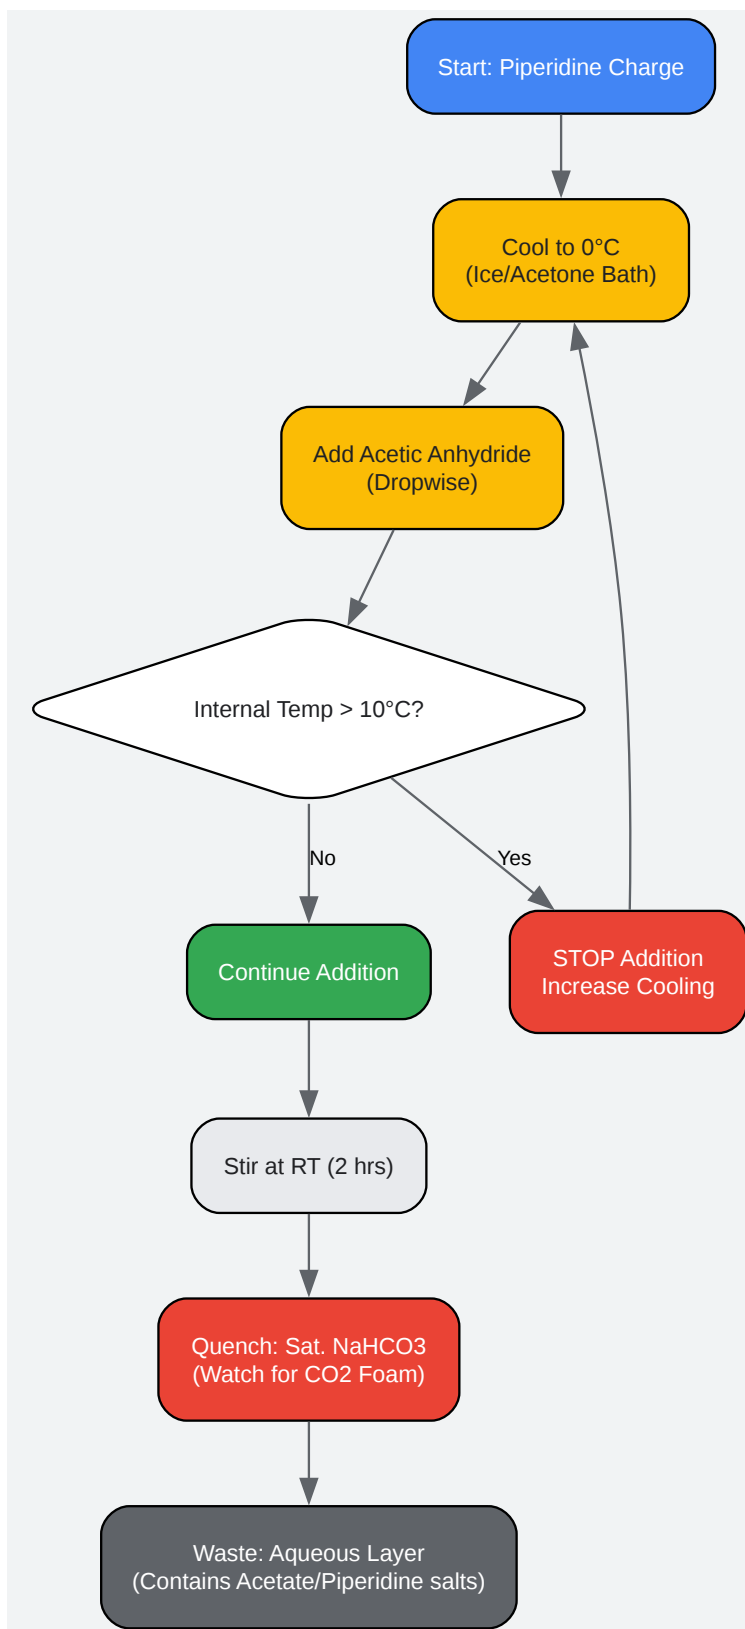 Start: Piperidine Charge
Cool to 0°C
(Ice/Acetone Bath)
Add Acetic Anhydride
(Dropwise)
Internal Temp > 10°C?
No
Yes
Continue Addition
STOP Addition
Increase Cooling
Stir at RT (2 hrs)
Quench: Sat. NaHCO3
(Watch for CO2 Foam)
Waste: Aqueous Layer
(Contains Acetate/Piperidine salts)